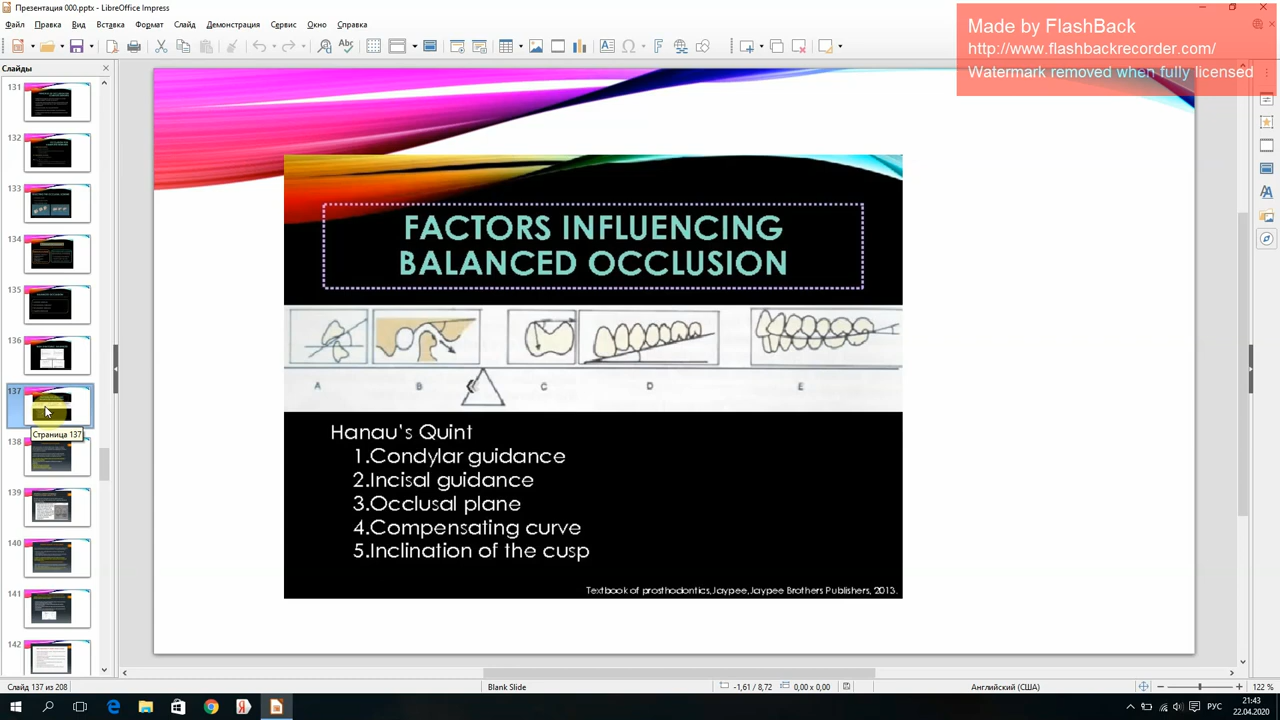 Презентация 000.pptx - LibreOffice Impress
Файл Правка Вид Вставка Формат Слайд Демонстрация Сервис Окно Справка
Made by FlashBack
http://www.flashbackrecorder.com/
Watermark removed when fully licensed
Слайды
131
132
133
134
135
136
137
Страница 137
138
139
140
141
142
FACTORS INFLUENCING
BALANCED OCCLUSION
A B C D E
Hanau's Quint
1.Condylar guidance
2.Incisal guidance
3.Occlusal plane
4.Compensating curve
5.Inclination of the cusp
Textbook of prosthodontics,Jaypee,Jaypee Brothers Publishers, 2013.
Слайд 137 из 208 Blank Slide -1,61 / 8,72 0,00 x 0,00 Английский (США) 122 %
РУС 21:43
22.04.2020